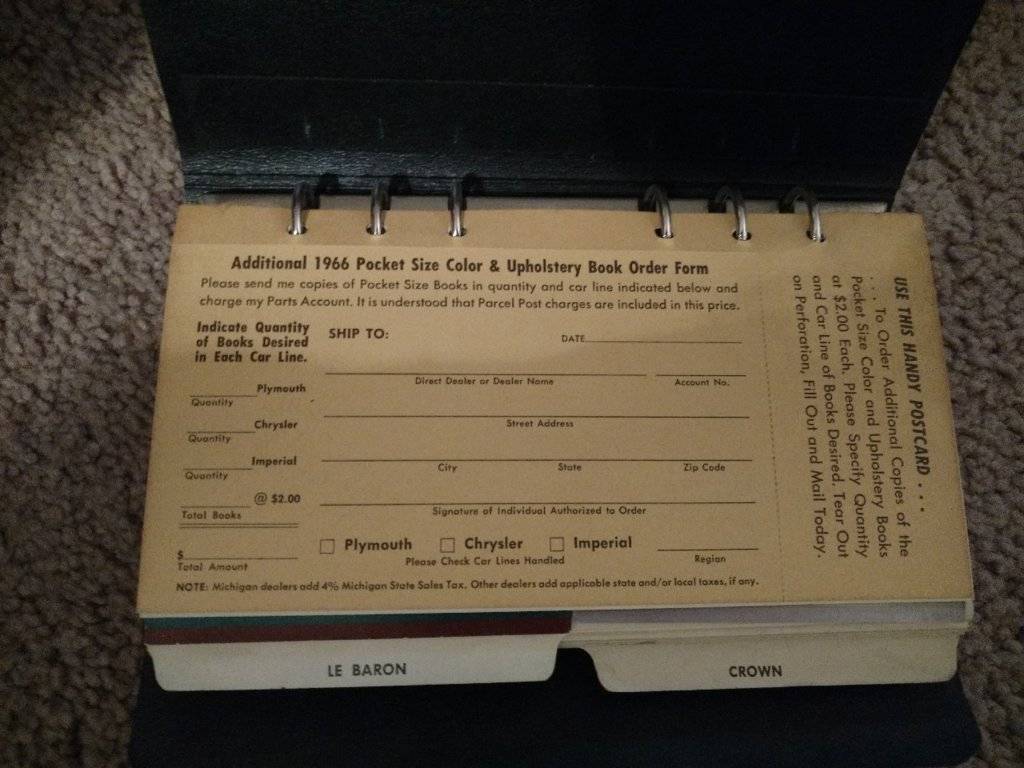 Additional 1966 Pocket Size Color & Upholstery Book Order Form
Please send me copies of Pocket Size Books in quantity and car line indicated below and
charge my Parts Account. It is understood that Parcel Post charges are included in this price.
Indicate Quantity
of Books Desired
in Each Car Line.
Plymouth
Quantity
Chrysler
Quantity
Imperial
Quantity
@ $2.00
Total Books
$
Total Amount
SHIP TO:
DATE
Direct Dealer or Dealer Name
Account No.
Street Address
City State Zip Code
Signature of Individual Authorized to Order
Plymouth Chrysler Imperial
Please Check Car Lines Handled
Region
NOTE: Michigan dealers add 4% Michigan State Sales Tax. Other dealers add applicable state and/or local taxes, if any.
USE THIS HANDY POSTCARD . . .
. . . To Order Additional Copies of the
Pocket Size Color and Upholstery Books
at $2.00 Each. Please Specify Quantity
and Car Line of Books Desired. Tear Out
on Perforation, Fill Out and Mail Today.
LE BARON
CROWN